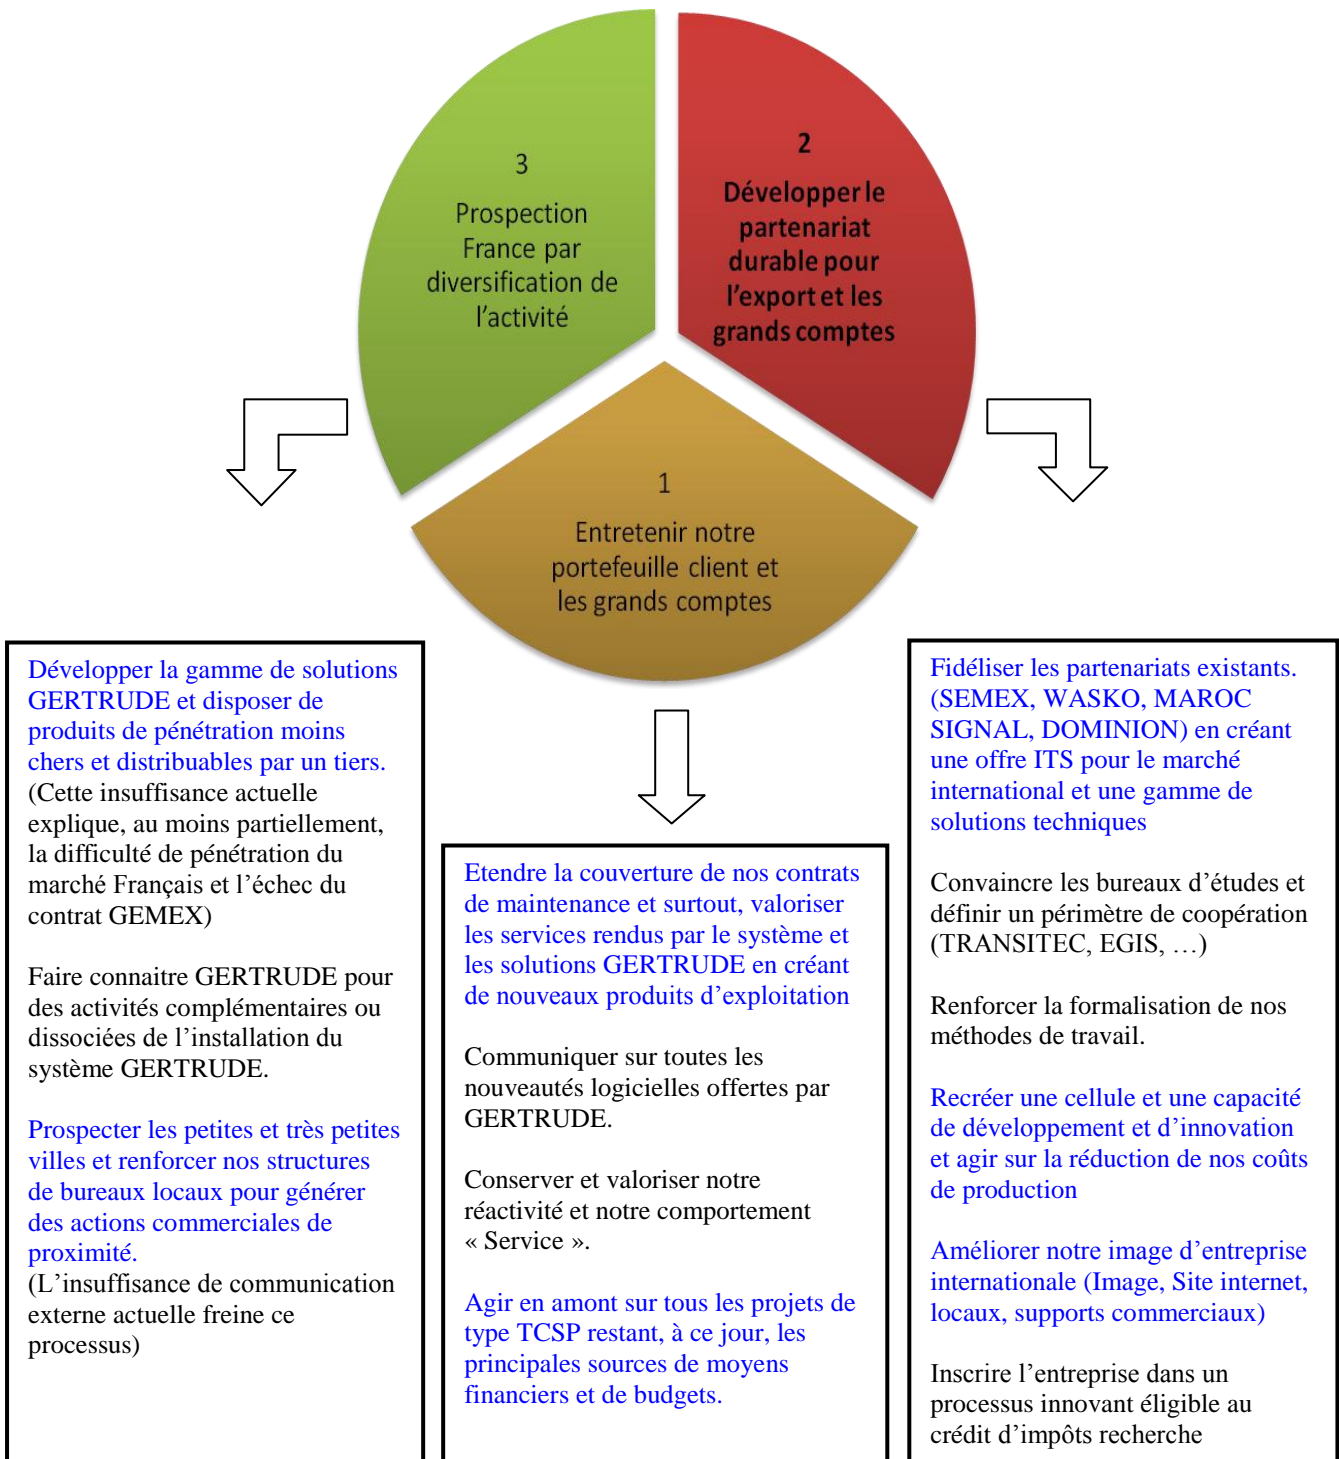 3
Prospection
France par
diversification de
l'activité
2
Développer le
partenariat
durable pour
l'export et les
grands comptes
1
Entretenir notre
portefeuille client et
les grands comptes
Développer la gamme de solutions
GERTRUDE et disposer de
produits de pénétration moins
chers et distribuables par un tiers.
(Cette insuffisance actuelle
explique, au moins partiellement,
la difficulté de pénétration du
marché Français et l'échec du
contrat GEMEX)
Faire connaitre GERTRUDE pour
des activités complémentaires ou
dissociées de l'installation du
système GERTRUDE.
Prospecter les petites et très petites
villes et renforcer nos structures
de bureaux locaux pour générer
des actions commerciales de
proximité.
(L'insuffisance de communication
externe actuelle freine ce
processus)
Etendre la couverture de nos contrats
de maintenance et surtout, valoriser
les services rendus par le système et
les solutions GERTRUDE en créant
de nouveaux produits d'exploitation
Communiquer sur toutes les
nouveautés logicielles offertes par
GERTRUDE.
Conserver et valoriser notre
réactivité et notre comportement
« Service ».
Agir en amont sur tous les projets de
type TCSP restant, à ce jour, les
principales sources de moyens
financiers et de budgets.
Fidéliser les partenariats existants.
(SEMEX, WASKO, MAROC
SIGNAL, DOMINION) en créant
une offre ITS pour le marché
international et une gamme de
solutions techniques
Convaincre les bureaux d'études et
définir un périmètre de coopération
(TRANSITEC, EGIS, …)
Renforcer la formalisation de nos
méthodes de travail.
Recréer une cellule et une capacité
de développement et d'innovation
et agir sur la réduction de nos coûts
de production
Améliorer notre image d'entreprise
internationale (Image, Site internet,
locaux, supports commerciaux)
Inscrire l'entreprise dans un
processus innovant éligible au
crédit d'impôts recherche